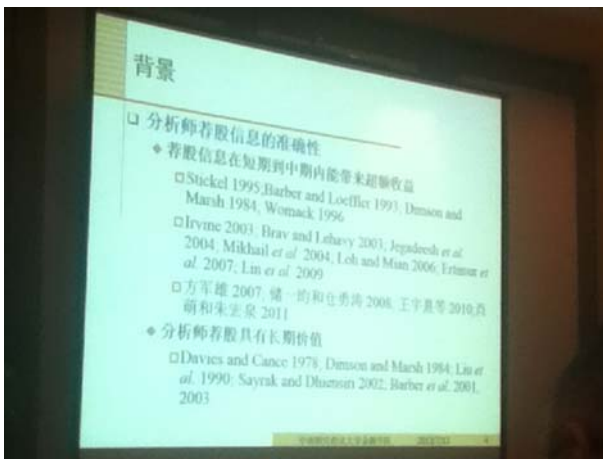 背景
分析师荐股信息的准确性
荐股信息在短期到中期内能带来超额收益
Stickel 1995;Barber and Loeffler 1993; Dimson and
Marsh 1984; Womack 1996
Irvine 2003; Brav and Lehavy 2003; Jegadeesh et al.
2004; Mikhail et al. 2004; Loh and Mian 2006; Ertimur et
al. 2007; Lin et al. 2009
方军雄 2007; 储一昀和仓勇涛 2008; 王宇熹等 2010;肖
萌和朱宏泉 2011
分析师荐股具有长期价值
Davies and Cance 1978; Dimson and Marsh 1984; Liu et
al. 1990; Sayrak and Dhiensin 2002; Barber et al. 2001,
2003